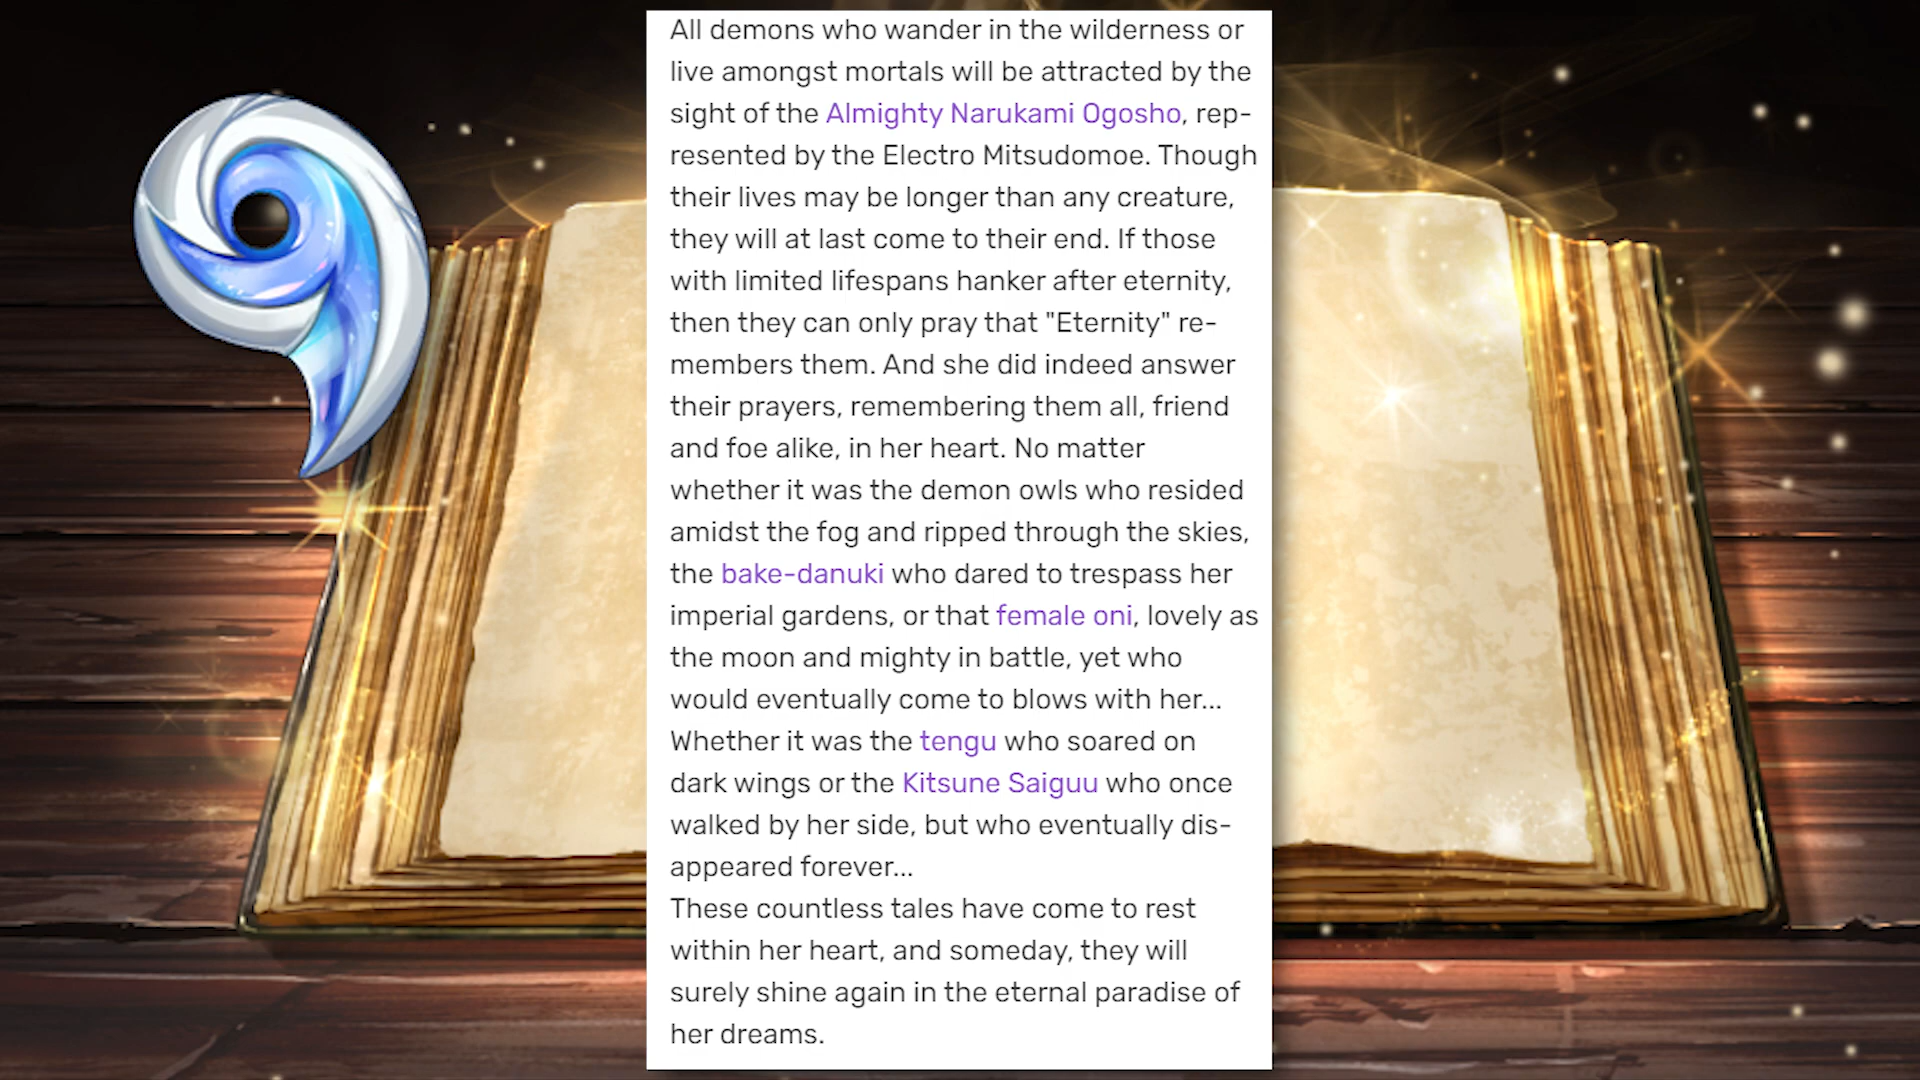 All demons who wander in the wilderness or
live amongst mortals will be attracted by the
sight of the Almighty Narukami Ogosho, rep-
resented by the Electro Mitsudomoe. Though
their lives may be longer than any creature,
they will at last come to their end. If those
with limited lifespans hanker after eternity,
then they can only pray that "Eternity" re-
members them. And she did indeed answer
their prayers, remembering them all, friend
and foe alike, in her heart. No matter
whether it was the demon owls who resided
amidst the fog and ripped through the skies,
the bake-danuki who dared to trespass her
imperial gardens, or that female oni, lovely as
the moon and mighty in battle, yet who
would eventually come to blows with her...
Whether it was the tengu who soared on
dark wings or the Kitsune Saiguu who once
walked by her side, but who eventually dis-
appeared forever...
These countless tales have come to rest
within her heart, and someday, they will
surely shine again in the eternal paradise of
her dreams.